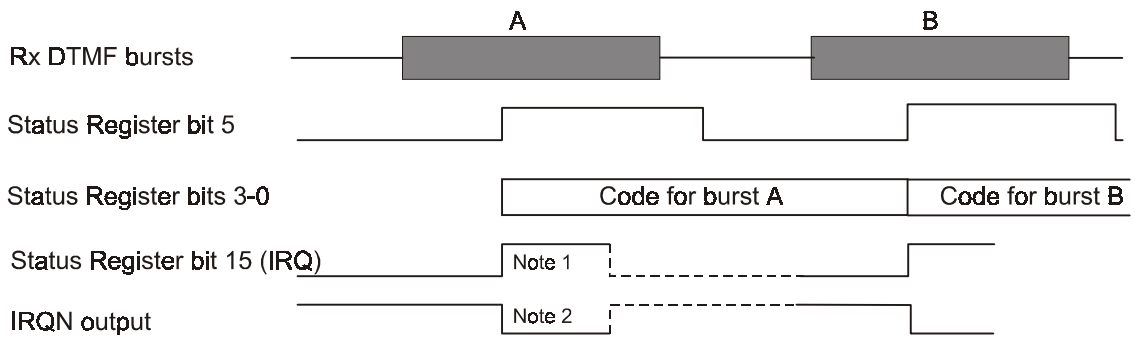 A B
Rx DTMF bursts
Status Register bit 5
Status Register bits 3-0 Code for burst A Code for burst B
Status Register bit 15 (IRQ) Note 1
IRQN output Note 2